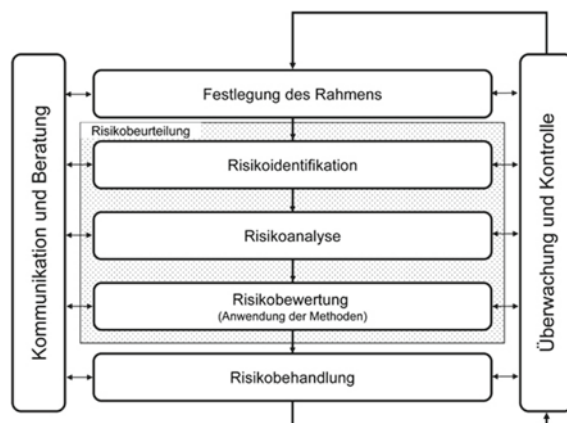 Kommunikation und Beratung
Festlegung des Rahmens
Risikobeurteilung
Risikoidentifikation
Risikoanalyse
Risikobewertung
(Anwendung der Methoden)
Risikobehandlung
Überwachung und Kontrolle